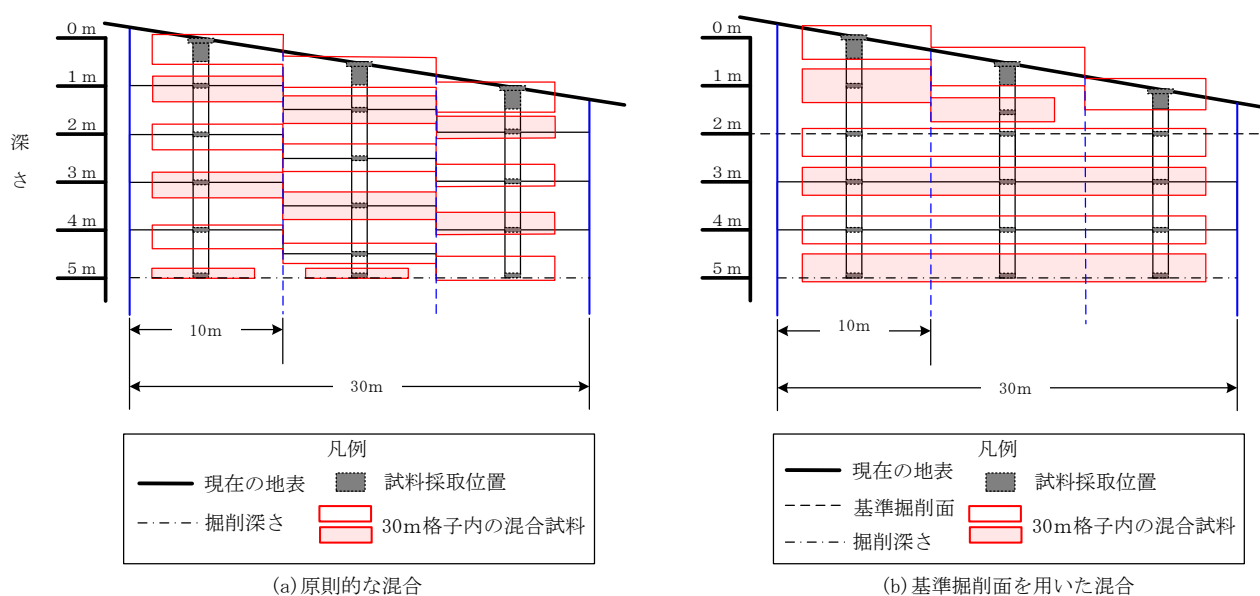 0 m
1 m
2 m
3 m
4 m
5 m
深
さ
10m
30m
凡例
現在の地表
試料採取位置
掘削深さ
30m格子内の混合試料
(a)原則的な混合
0 m
1 m
2 m
3 m
4 m
5 m
10m
30m
凡例
現在の地表
試料採取位置
基準掘削面
30m格子内の混合試料
掘削深さ
(b)基準掘削面を用いた混合